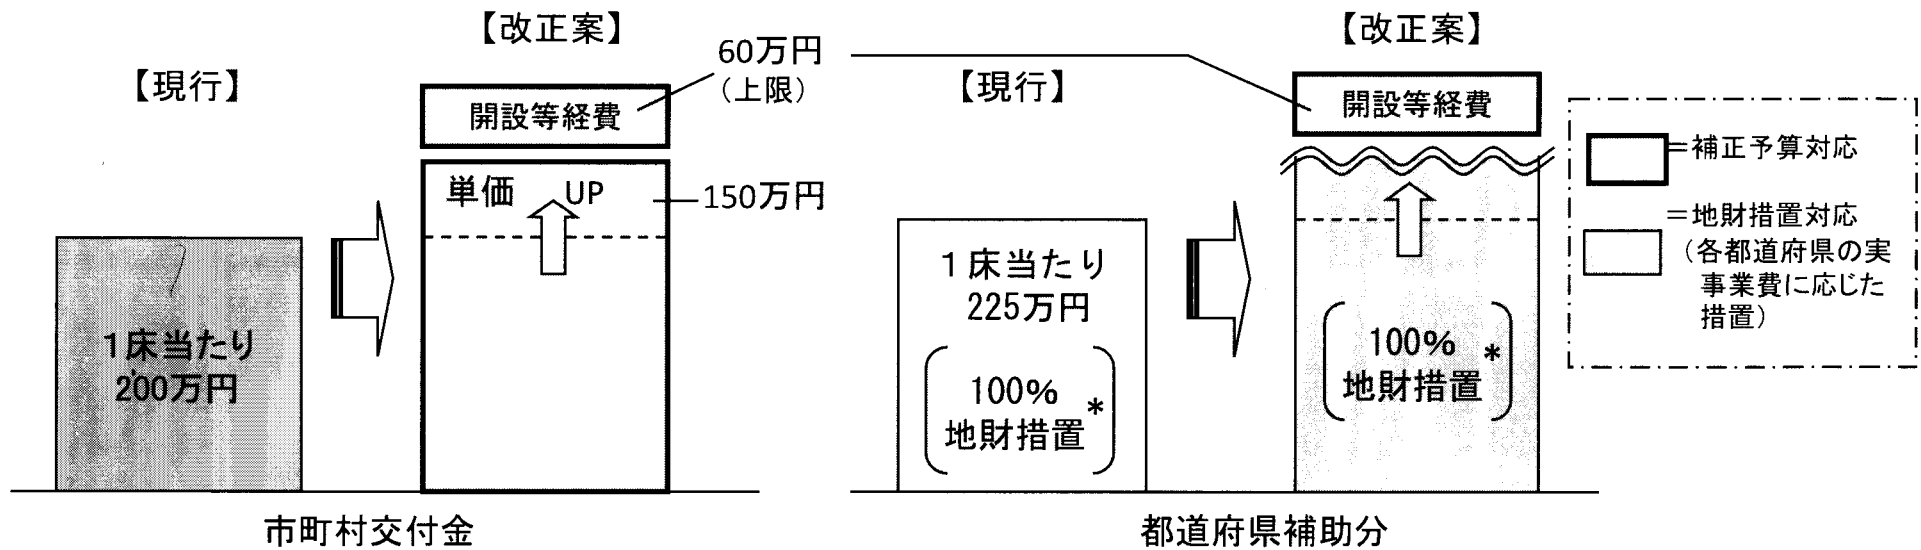 【現行】
1床当たり
200万円
【改正案】
開設等経費
60万円
（上限）
単価 UP
150万円
市町村交付金
【現行】
1床当たり
225万円
100%
地財措置
*
【改正案】
開設等経費
100%
地財措置
*
都道府県補助分
＝補正予算対応
＝地財措置対応
（各都道府県の実
事業費に応じた
措置）